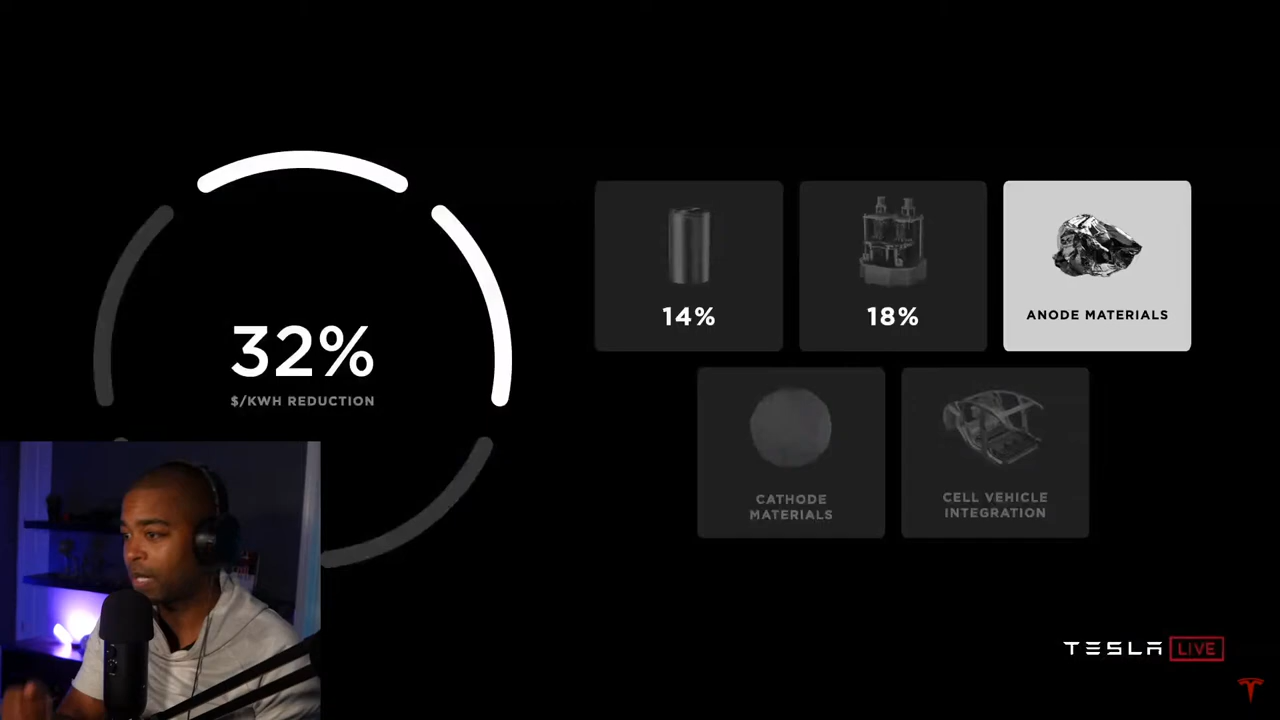 32%
$/KWH REDUCTION
14%
18%
ANODE MATERIALS
CATHODE
MATERIALS
CELL VEHICLE
INTEGRATION
TESLA LIVE